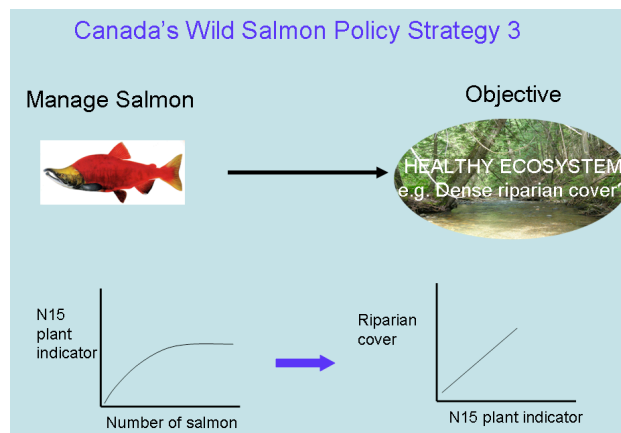 Canada's Wild Salmon Policy Strategy 3
Manage Salmon
Objective
HEALTHY ECOSYSTEM
e.g. Dense riparian cover?
N15
plant
indicator
Number of salmon
Riparian
cover
N15 plant indicator